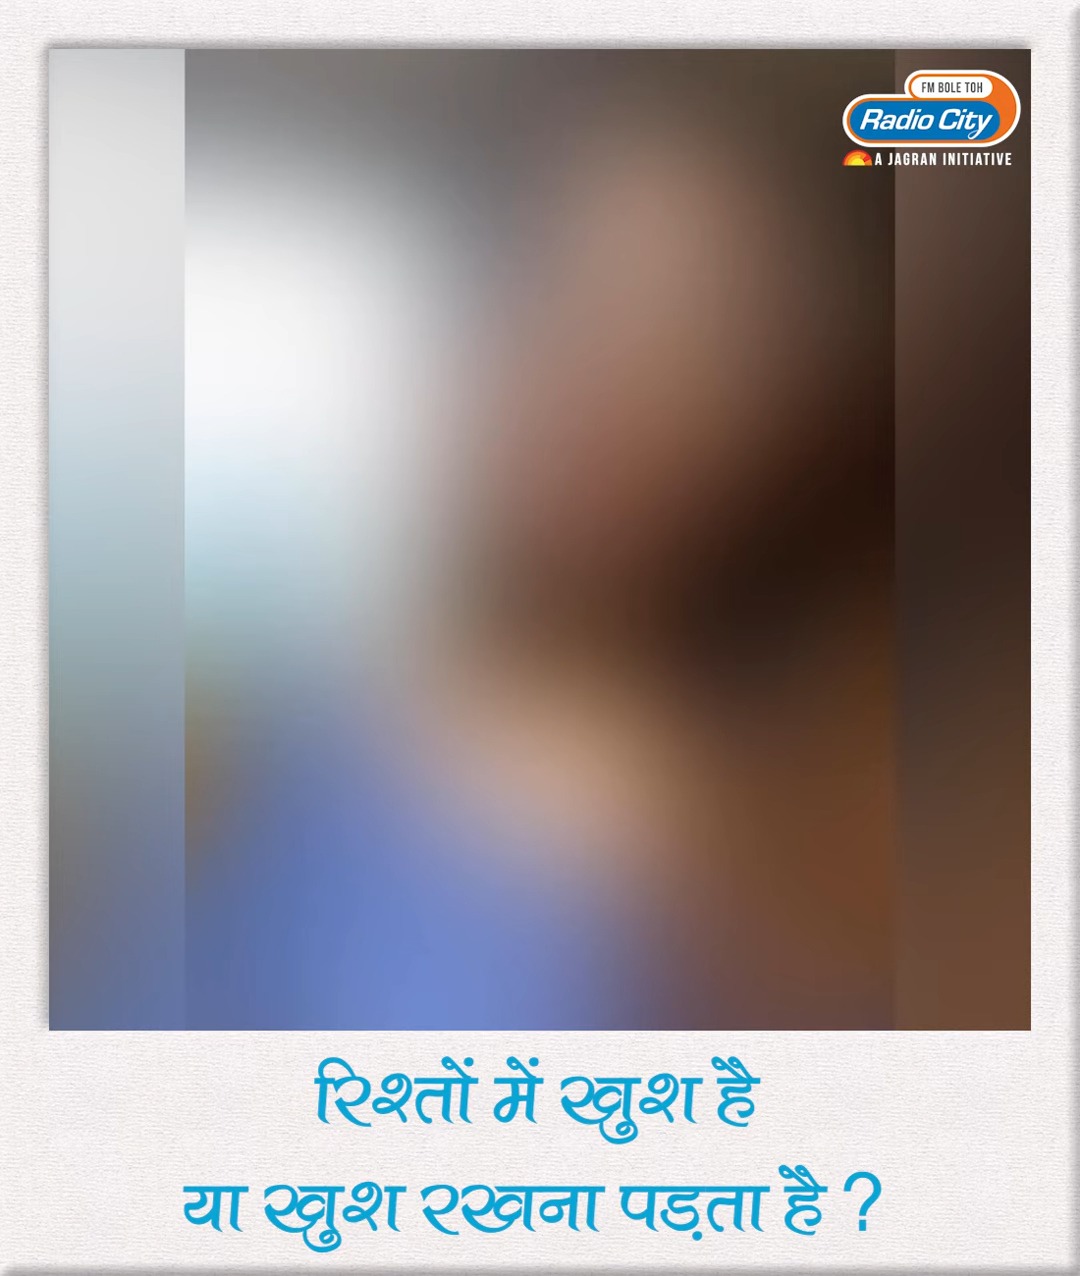 FM BOLE TOH
Radio City
A JAGRAN INITIATIVE
रिश्तों में खुश है
या खुश रखना पड़ता है ?